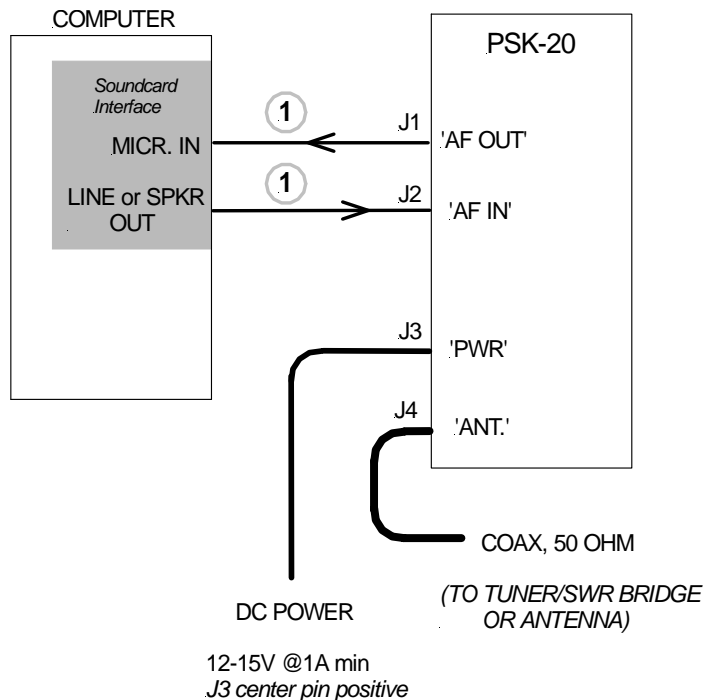 COMPUTER
PSK-20
Soundcard
Interface
1
J1
MICR. IN
'AF OUT'
1
J2
LINE or SPKR
OUT
'AF IN'
J3
'PWR'
J4
'ANT.'
COAX, 50 OHM
(TO TUNER/SWR BRIDGE
OR ANTENNA)
DC POWER
12-15V @1A min
J3 center pin positive